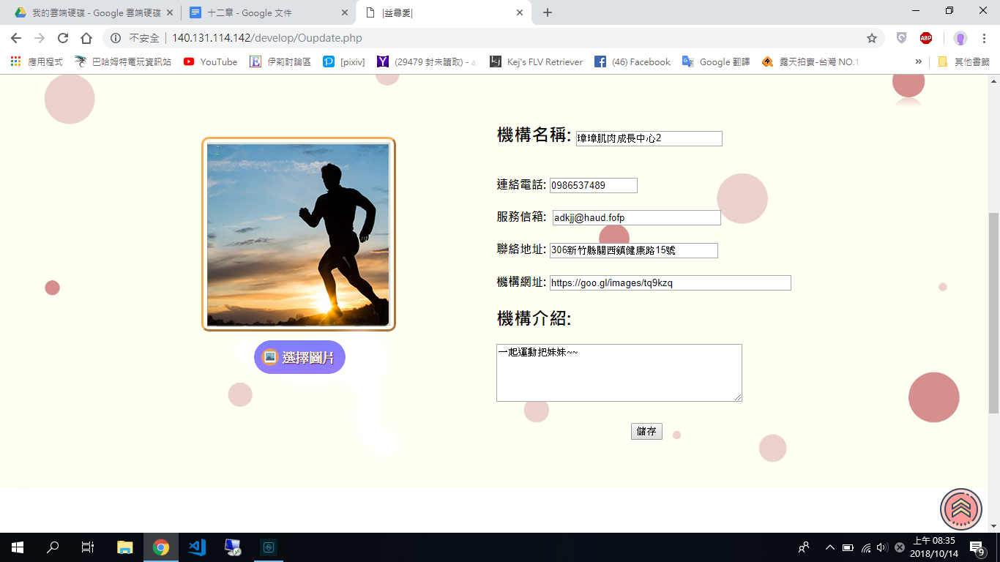 我的雲端硬碟 - Google 雲端硬碟
十二章 - Google 文件
|益尋愛|
不安全 | 140.131.114.142/develop/Oupdate.php
ABP
應用程式 巴哈姆特電玩資訊站 YouTube 伊莉討論區 [pixiv] (29479 封未讀取) - a Kej's FLV Retriever (46) Facebook Google 翻譯 露天拍賣-台灣 NO.1 » 其他書籤
機構名稱: 璋璋肌肉成長中心2
連絡電話: 0986537489
服務信箱: adkjj@haud.fofp
聯絡地址: 306新竹縣關西鎮健康路15號
機構網址: https://goo.gl/images/tq9kzq
機構介紹:
一起運動把妹妹~~
選擇圖片
儲存
上午 08:35
2018/10/14
9